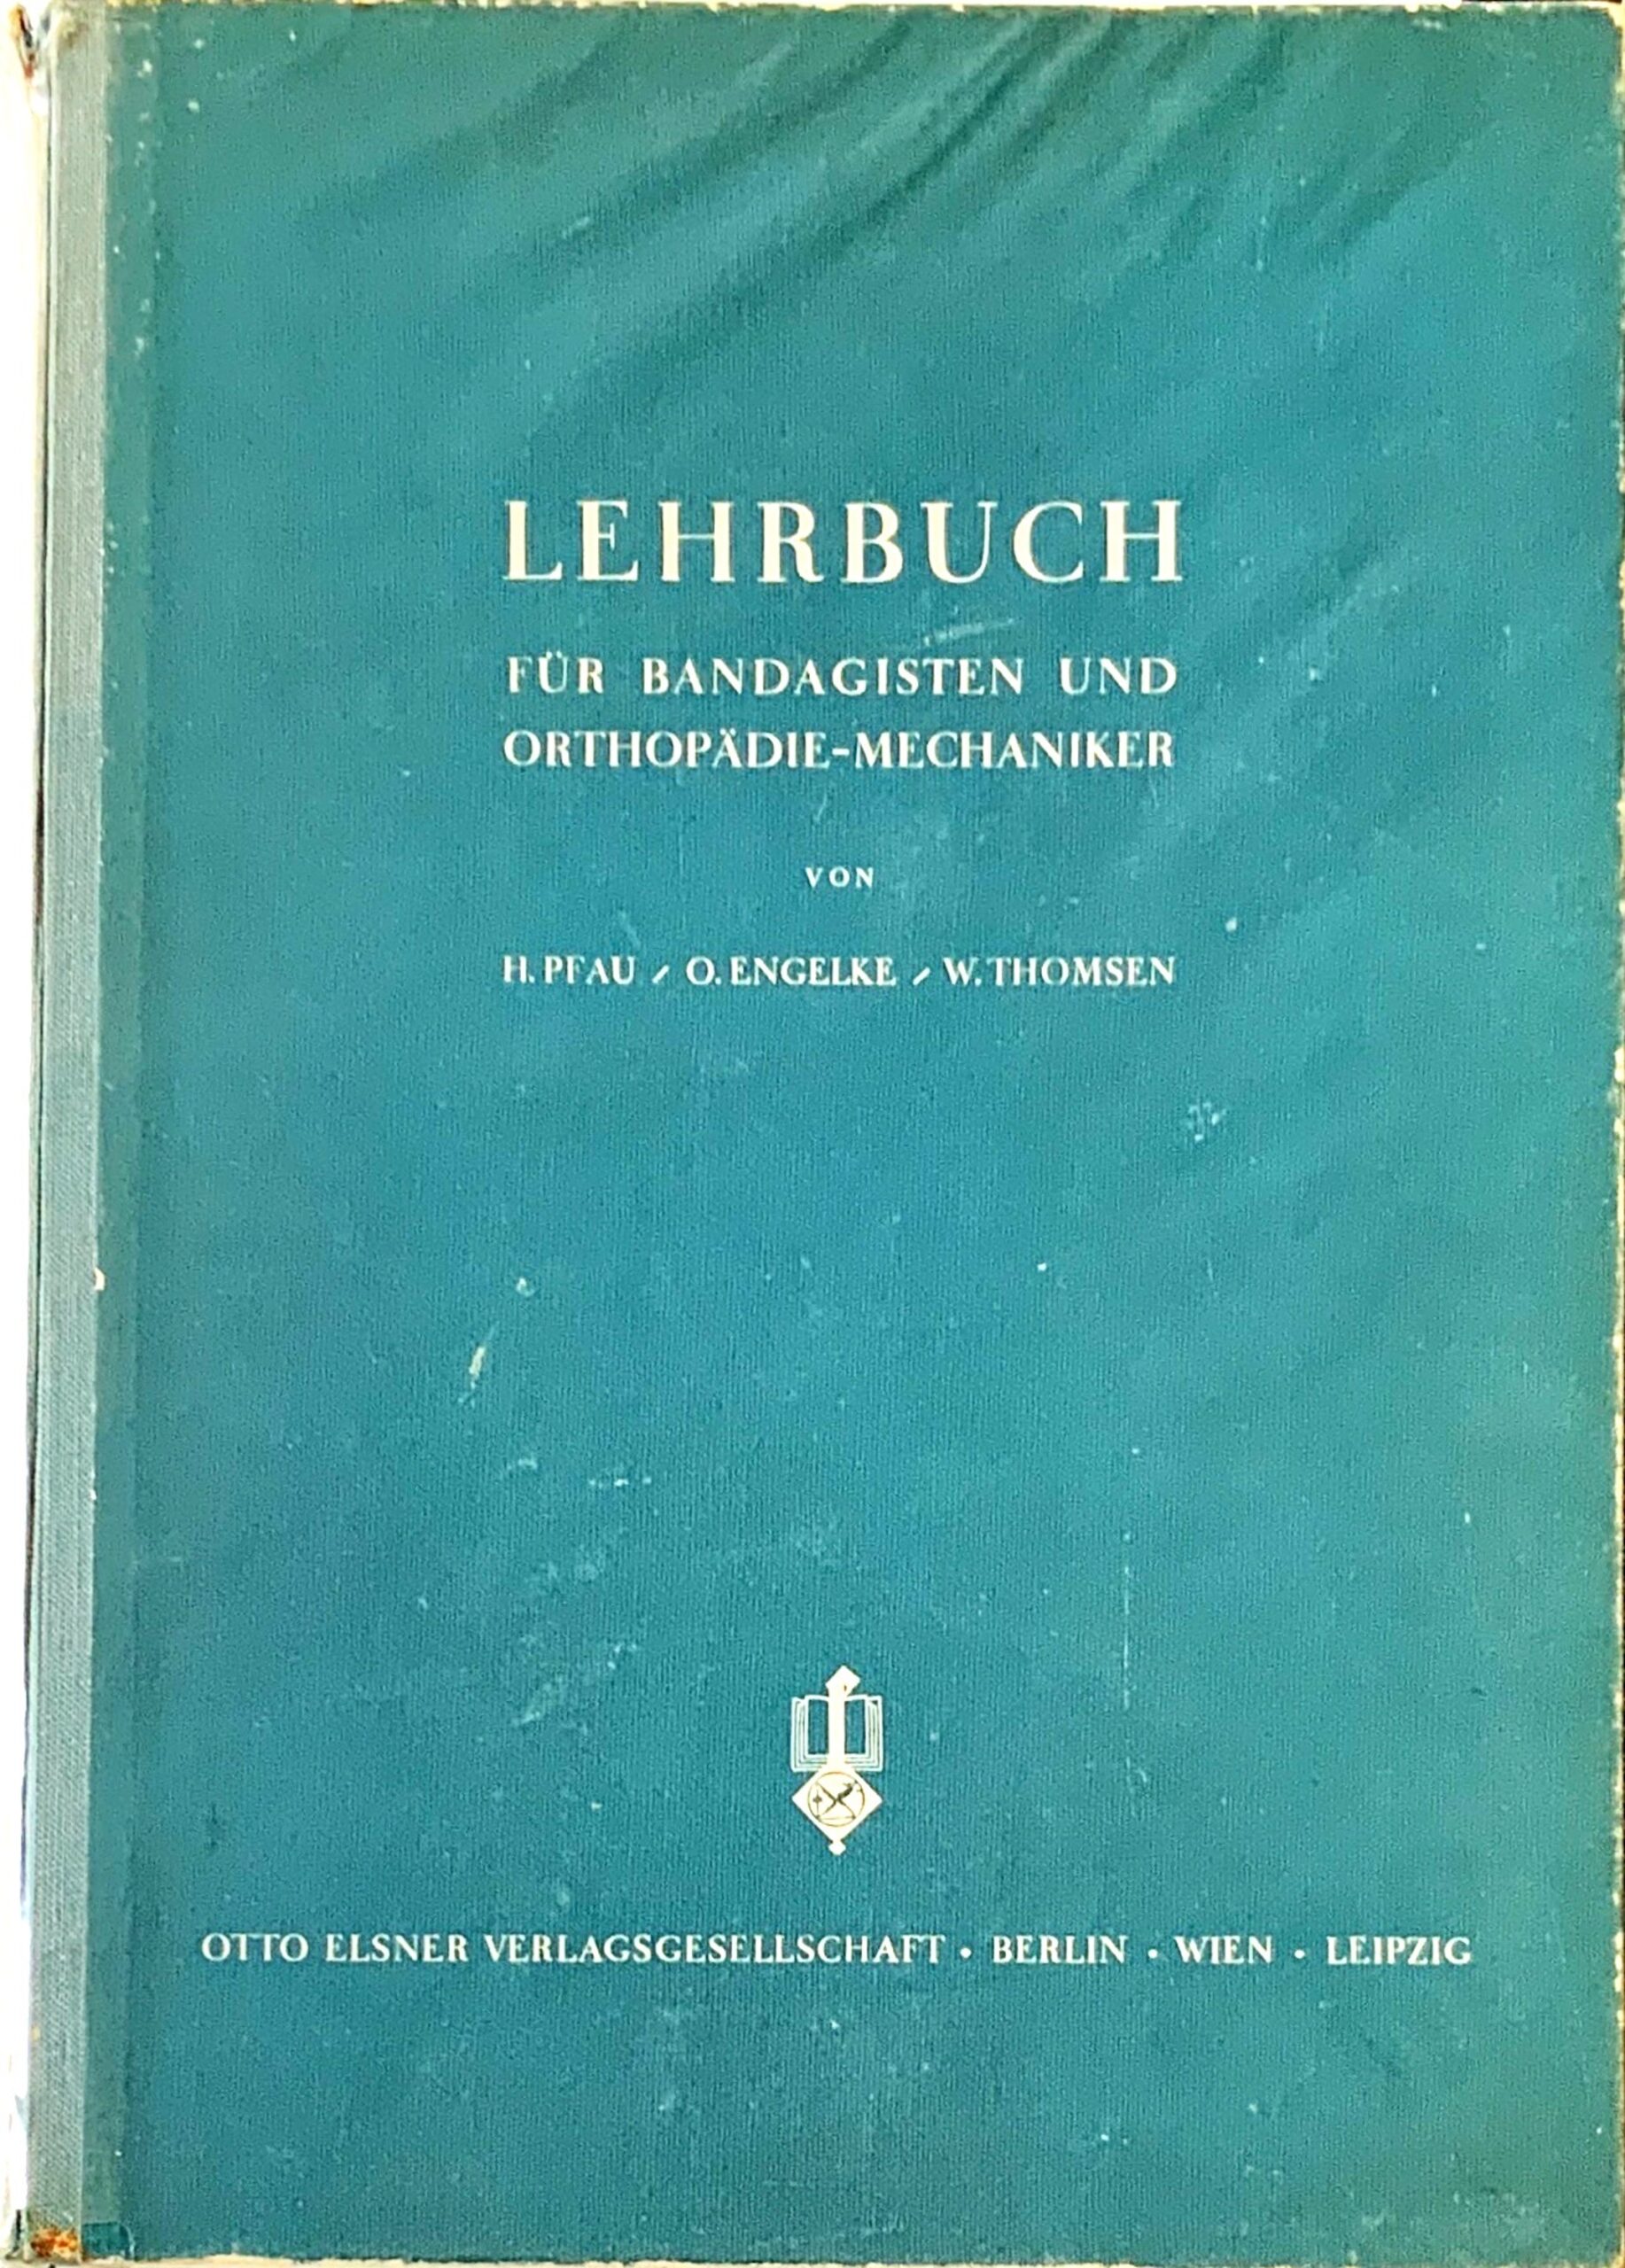 LEHRBUCH
FÜR BANDAGISTEN UND
ORTHOPÄDIE-MECHANIKER
VON
H. PFAU / O. ENGELKE / W. THOMSEN
OTTO ELSNER VERLAGSGESELLSCHAFT • BERLIN • WIEN • LEIPZIG